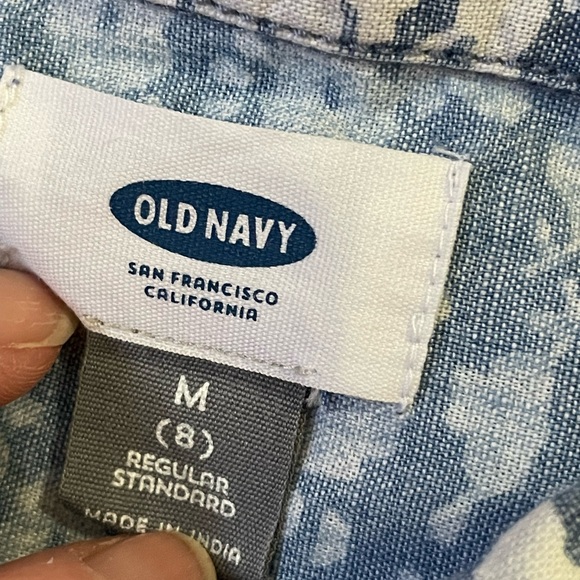 OLD NAVY
SAN FRANCISCO
CALIFORNIA
M
(8)
REGULAR
STANDARD
MADE IN INDIA